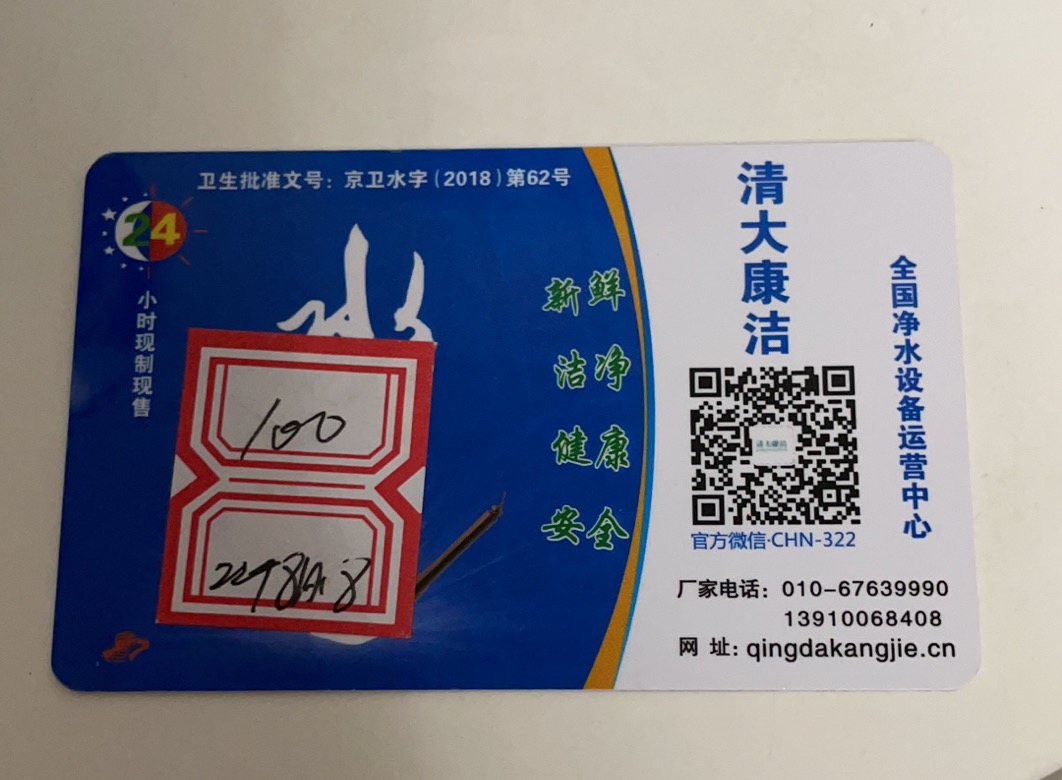 卫生批准文号：京卫水字（2018）第62号
24
小时现制现售
水
新鲜
洁净
健康
安全
100
清大康洁
全国净水设备运营中心
官方微信·CHN-322
厂家电话：010-67639990
13910068408
网 址：qingdakangjie.cn